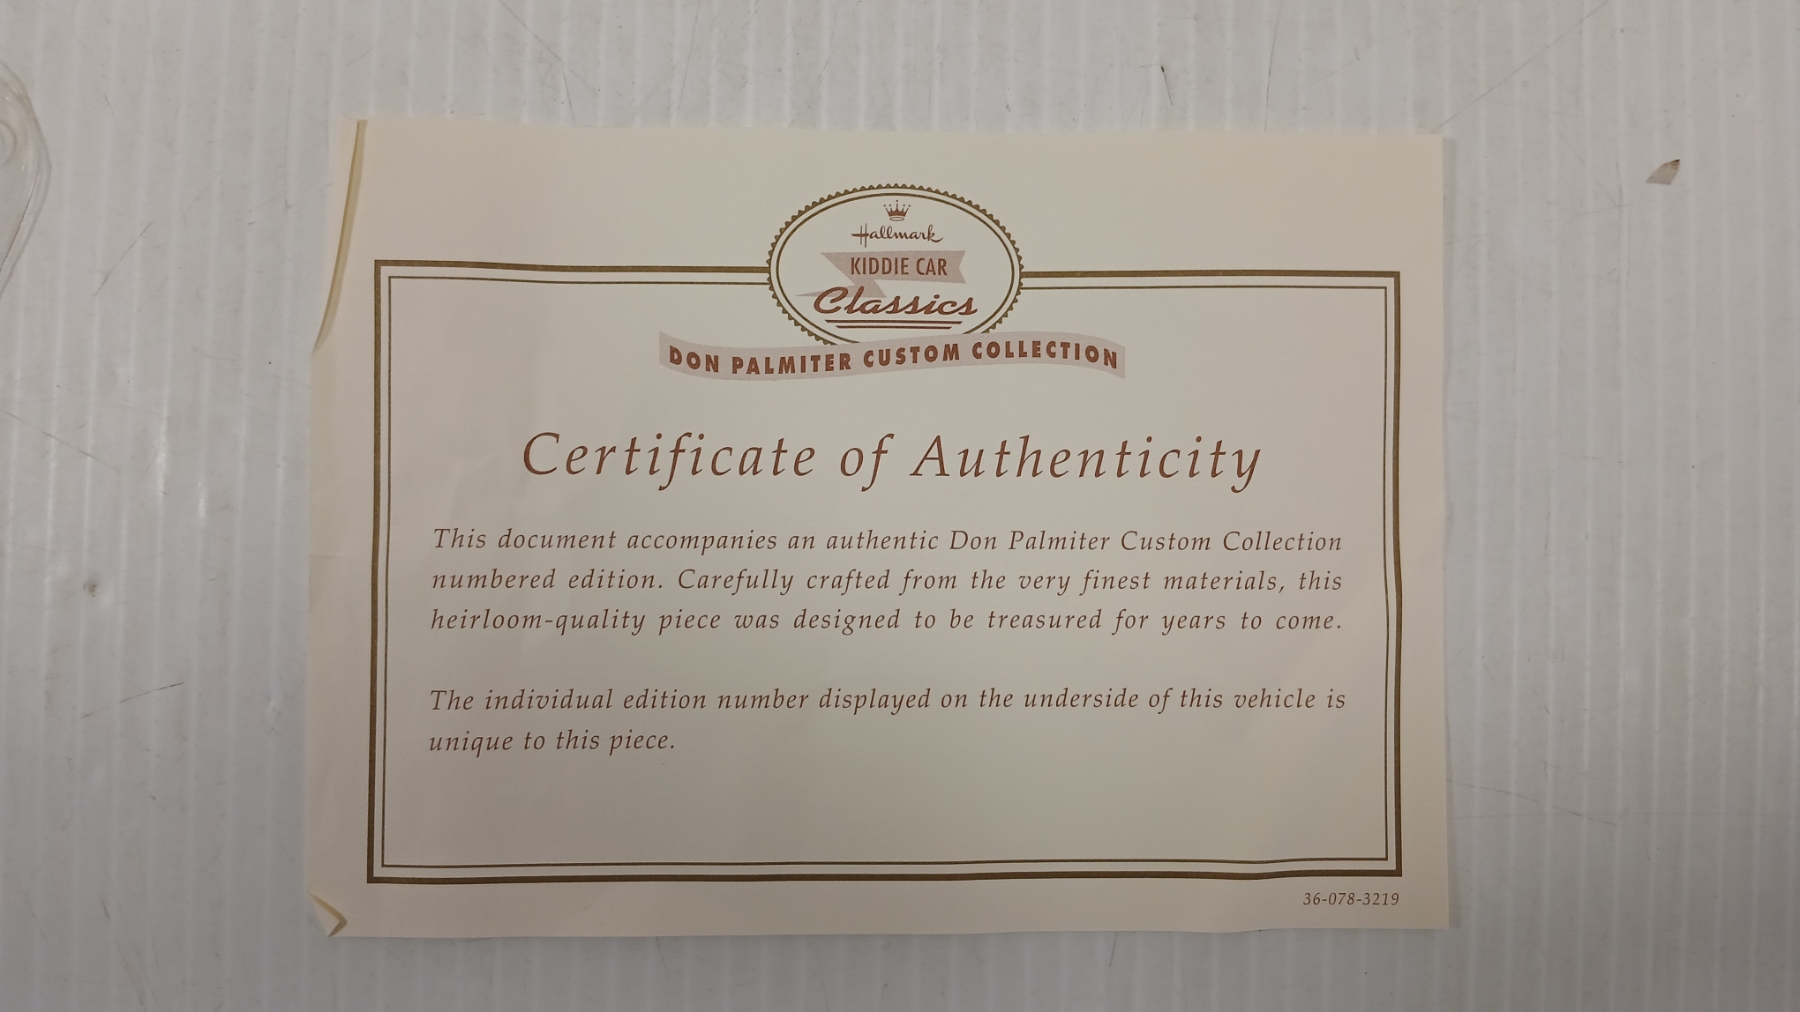 Hallmark
KIDDIE CAR
Classics
DON PALMITER CUSTOM COLLECTION
Certificate of Authenticity
This document accompanies an authentic Don Palmiter Custom Collection
numbered edition. Carefully crafted from the very finest materials, this
heirloom-quality piece was designed to be treasured for years to come.
The individual edition number displayed on the underside of this vehicle is
unique to this piece.
36-078-3219